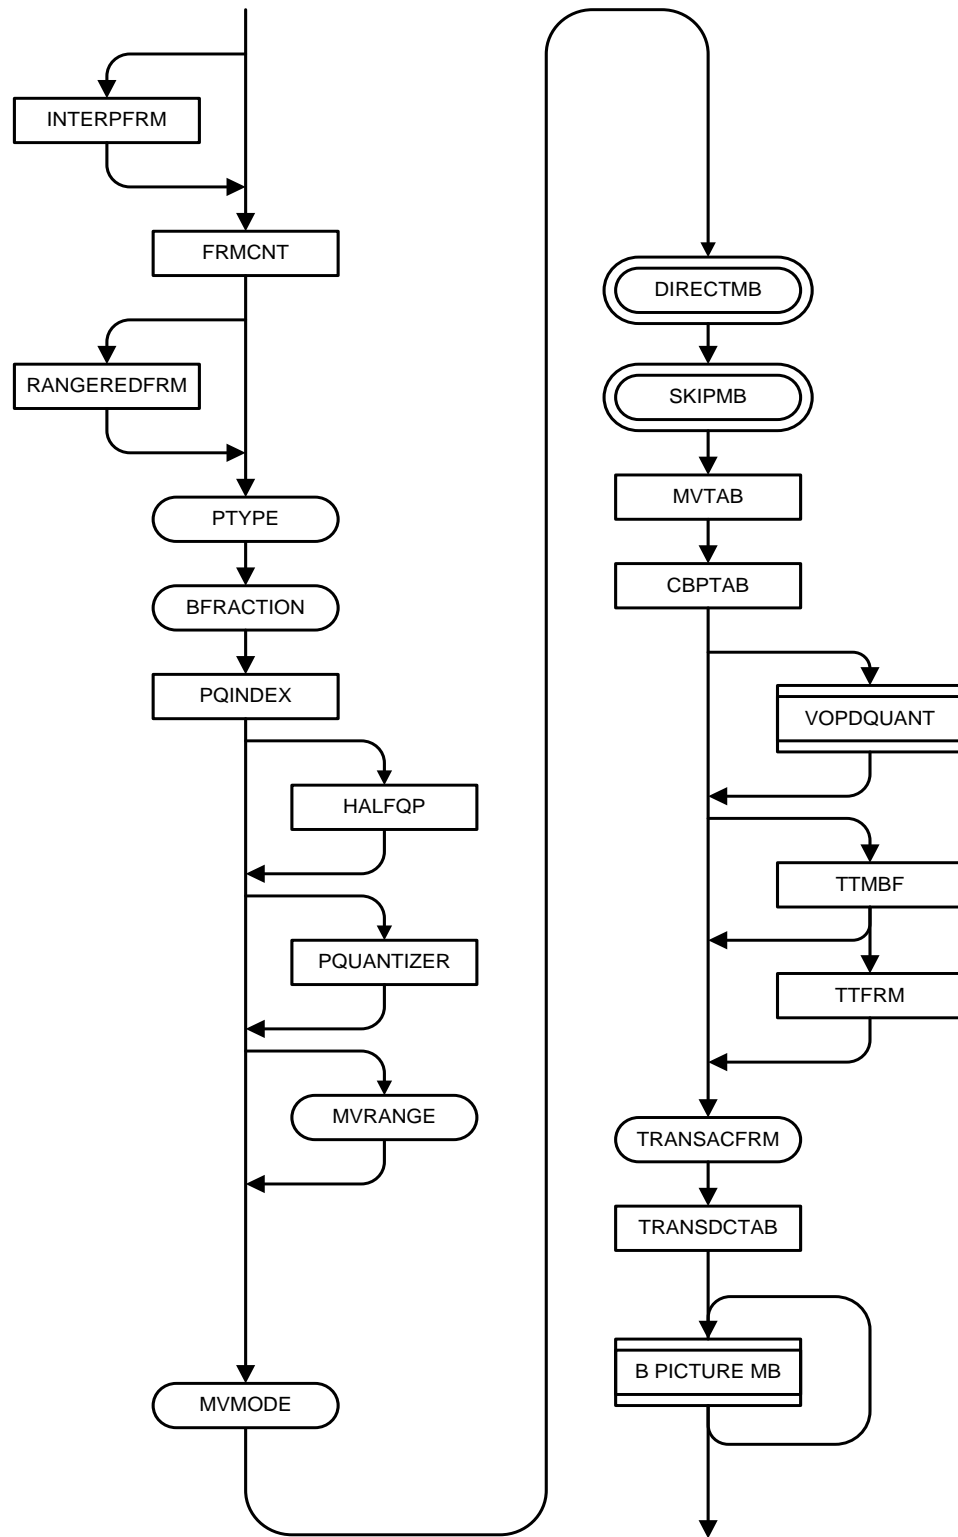 INTERPFRM
FRMCNT
RANGEREDFRM
PTYPE
BFRACTION
PQINDEX
HALFQP
PQUANTIZER
MVRANGE
MVMODE
DIRECTMB
SKIPMB
MVTAB
CBPTAB
VOPDQUANT
TTMBF
TTFRM
TRANSACFRM
TRANSDCTAB
B PICTURE MB